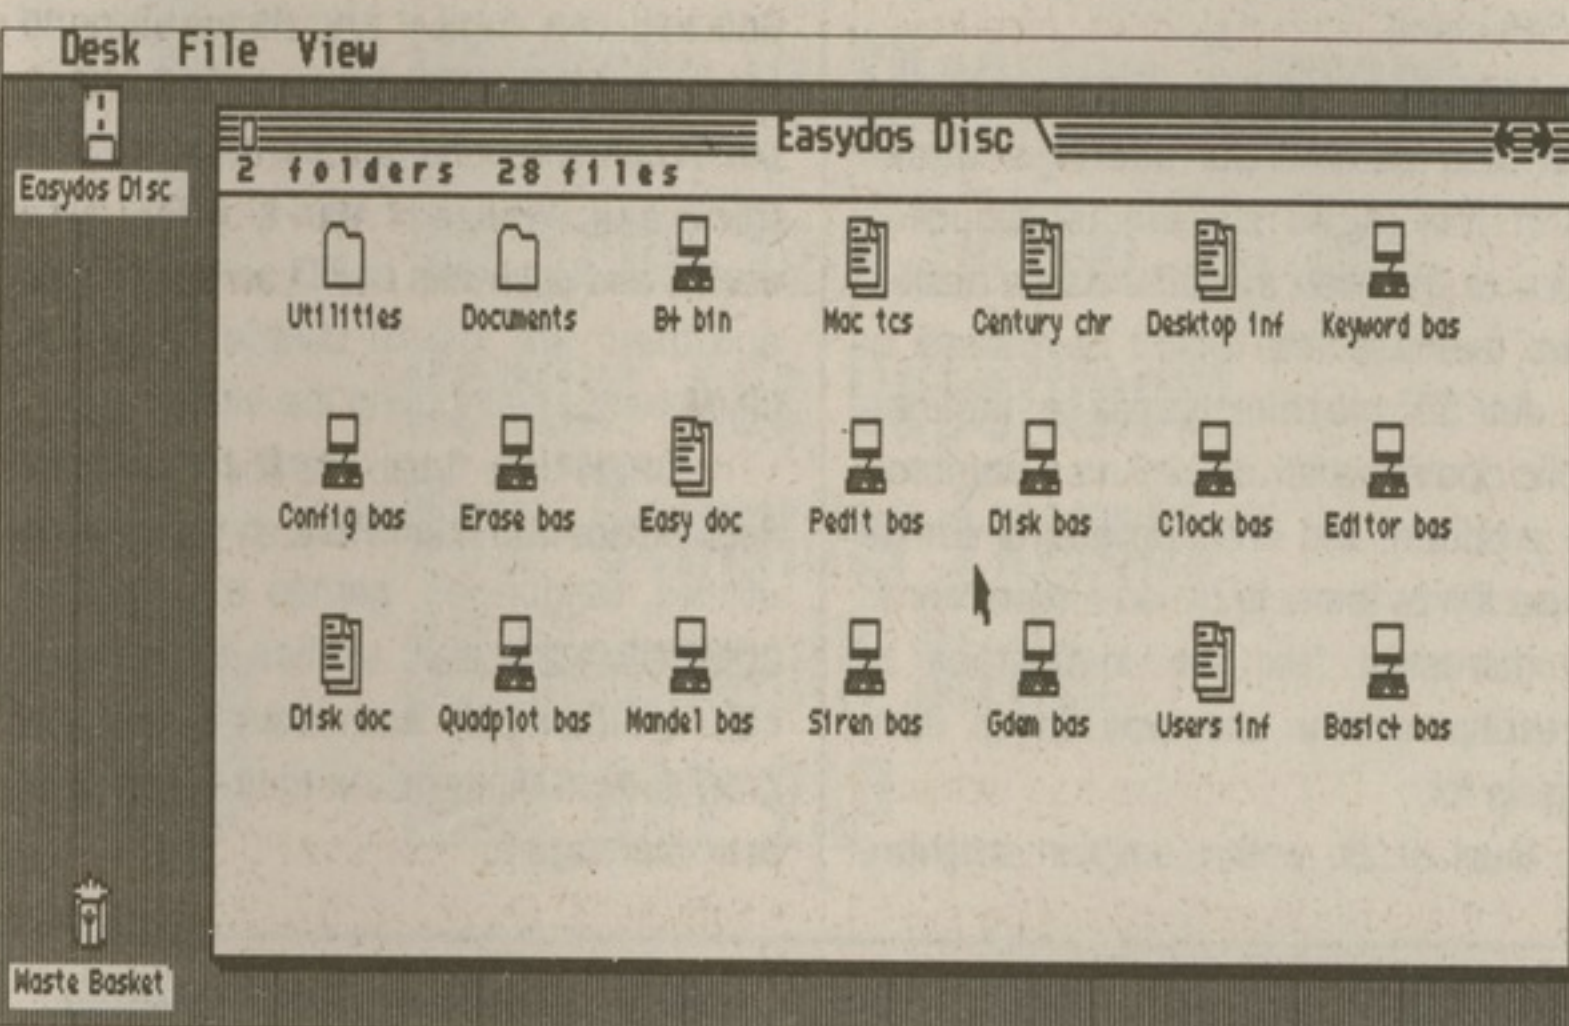 Desk File View
Easydos Disc
2 folders 28 files
Easydos Disc
Utilities Documents B+ bin Mac tcs Century chr Desktop inf Keyword bas
Config bas Erase bas Easy doc Pedit bas Disk bas Clock bas Editor bas
Disk doc Quadplot bas Mandel bas Siren bas Gdem bas Users inf Basic+ bas
Waste Basket